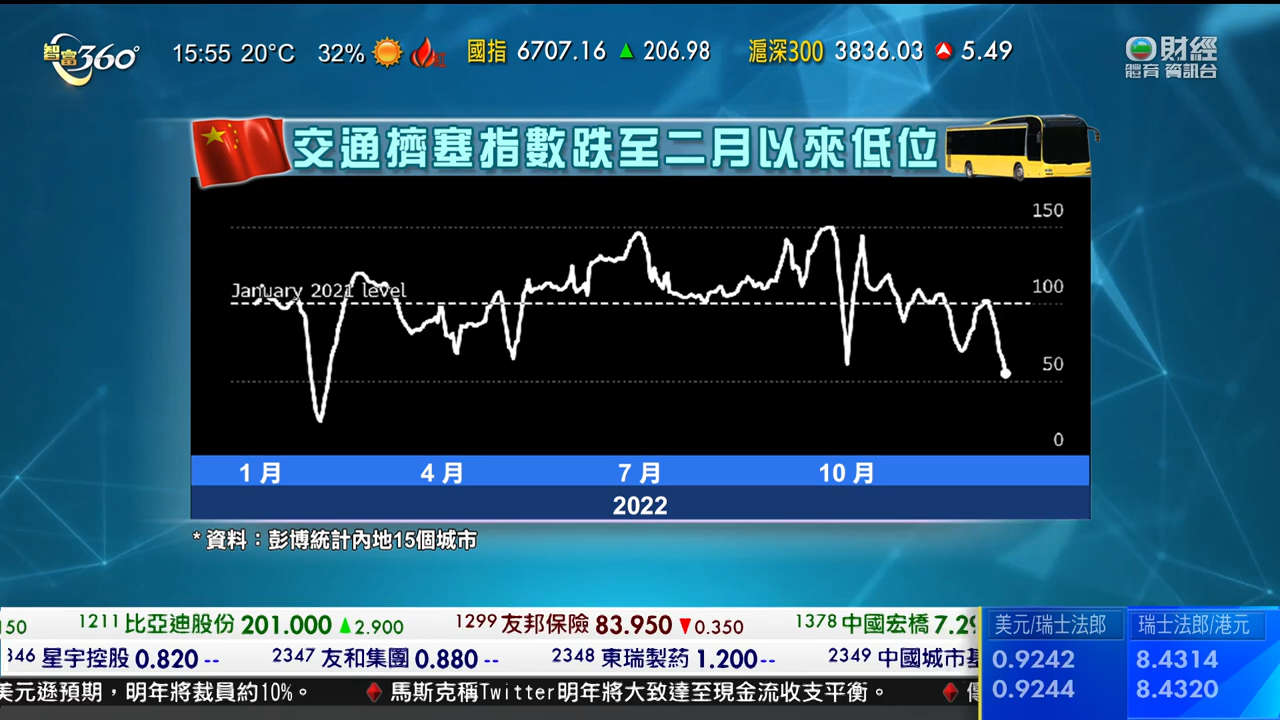 智富360°
15:55 20°C 32% 國指 6707.16 ▲ 206.98 滬深300 3836.03 5.49
財經
體育 資訊台
交通擠塞指數跌至二月以來低位
150
January 2021 level
100
50
0
1月 4月 7月 10月
2022
* 資料：彭博統計內地15個城市
50 1211 比亞迪股份 201.000 ▲2.900 1299 友邦保險 83.950 ▼0.350 1378 中國宏橋 7.29
346 星宇控股 0.820 -- 2347 友和集團 0.880 -- 2348 東瑞製葯 1.200-- 2349 中國城市基
美元遜預期，明年將裁員約10%。 馬斯克稱Twitter明年將大致達至現金流收支平衡。
美元/瑞士法郎 瑞士法郎/港元
0.9242 8.4314
0.9244 8.4320